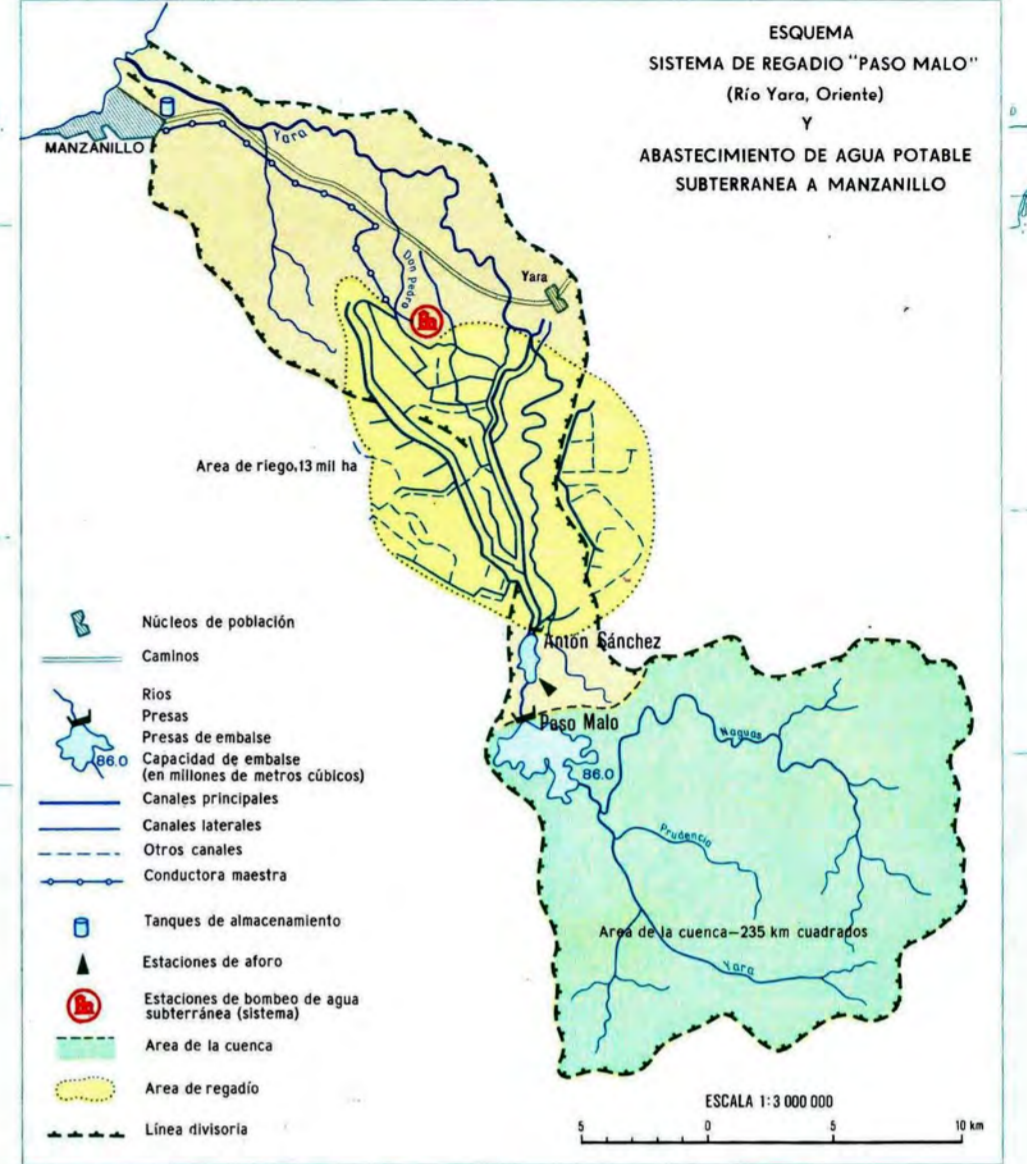 ESQUEMA
SISTEMA DE REGADIO "PASO MALO"
(Río Yara, Oriente)
Y
ABASTECIMIENTO DE AGUA POTABLE
SUBTERRANEA A MANZANILLO
MANZANILLO
Yara
Don Pedro
Yara
Area de riego,13 mil ha
Antón Sánchez
Paso Malo
86.0
Naguas
Prudencia
Area de la cuenca—235 km cuadrados
Yara
Núcleos de población
Caminos
Rios
Presas
Presas de embalse
86.0
Capacidad de embalse
(en millones de metros cúbicos)
Canales principales
Canales laterales
Otros canales
Conductora maestra
Tanques de almacenamiento
Estaciones de aforo
Estaciones de bombeo de agua
subterránea (sistema)
Area de la cuenca
Area de regadío
Línea divisoria
ESCALA 1:3 000 000
5 0 5 10 km